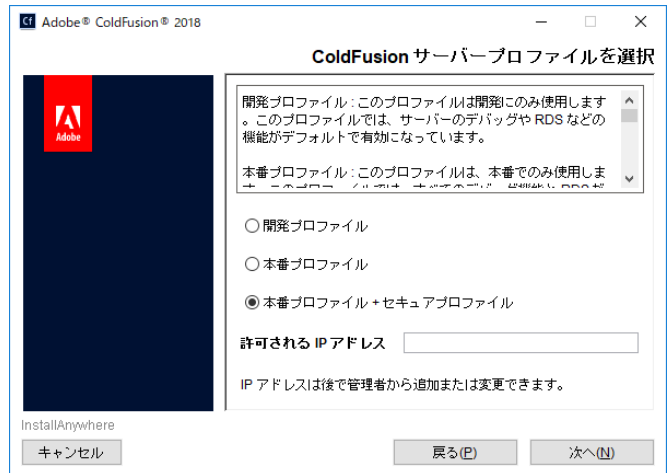 Cf Adobe® ColdFusion® 2018
ColdFusion サーバープロファイルを選択
Adobe
開発プロファイル : このプロファイルは開発にのみ使用します
。このプロファイルでは、サーバーのデバッグや RDS などの
機能がデフォルトで有効になっています。
本番プロファイル : このプロファイルは、本番でのみ使用しま
開発プロファイル
本番プロファイル
本番プロファイル + セキュアプロファイル
許可される IP アドレス
IP アドレスは後で管理者から追加または変更できます。
InstallAnywhere
キャンセル
戻る(P)
次へ(N)